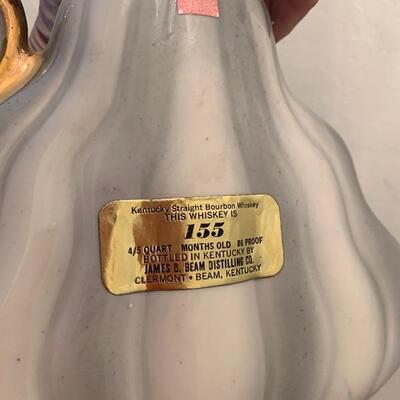 Kentucky Straight Bourbon Whiskey
THIS WHISKEY IS
155
4/5 QUART MONTHS OLD 86 PROOF
BOTTLED IN KENTUCKY BY
JAMES B. BEAM DISTILLING CO.
CLERMONT • BEAM, KENTUCKY